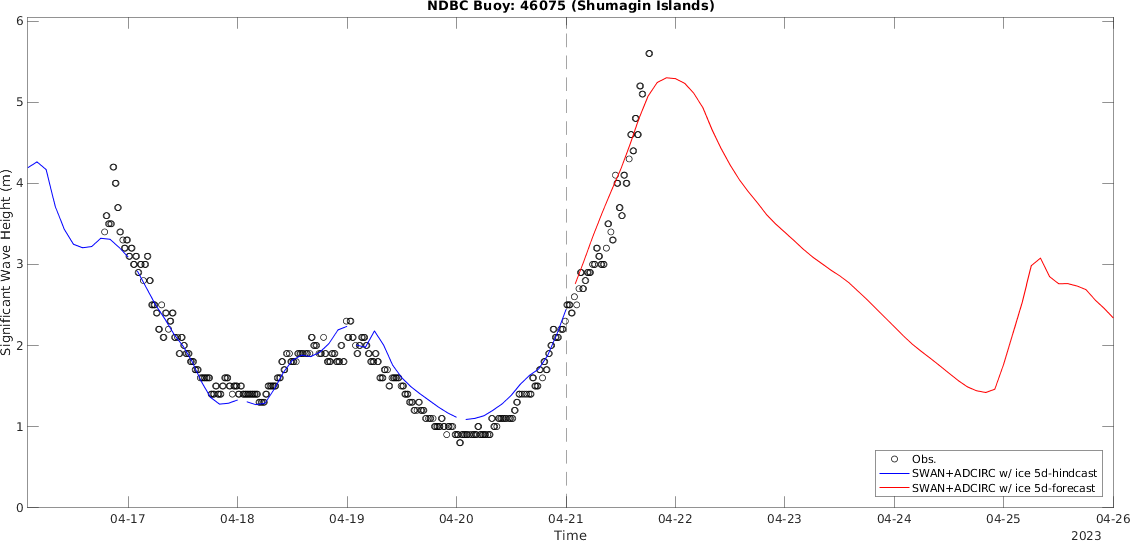 NDBC Buoy: 46075 (Shumagin Islands)
6
5
4
3
2
1
0
Significant Wave Height (m)
Obs.
SWAN+ADCIRC w/ ice 5d-hindcast
SWAN+ADCIRC w/ ice 5d-forecast
04-17 04-18 04-19 04-20 04-21 04-22 04-23 04-24 04-25 04-26
Time
2023